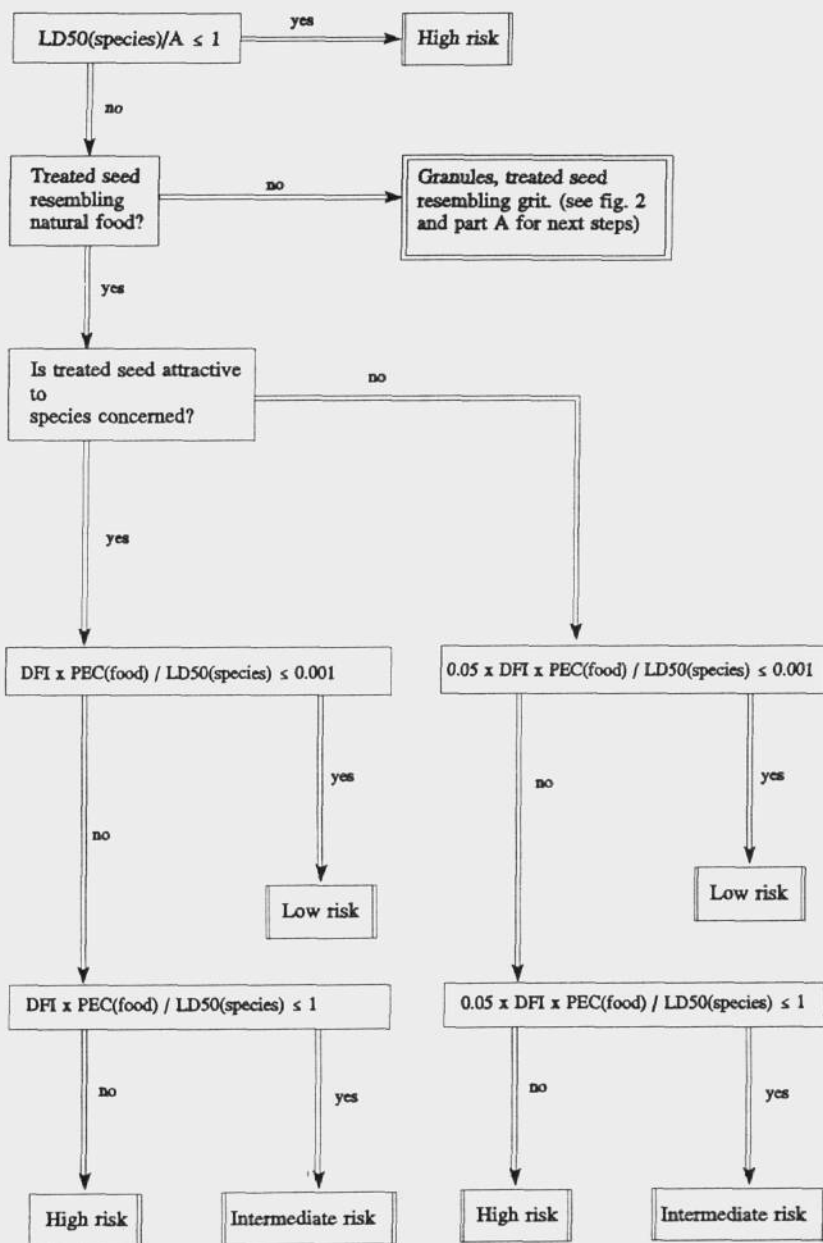 LD50(species)/A ≤ 1
yes
High risk
no
Treated seed
resembling
natural food?
no
Granules, treated seed
resembling grit. (see fig. 2
and part A for next steps)
yes
Is treated seed attractive
to
species concerned?
no
yes
DFI x PEC(food) / LD50(species) ≤ 0.001
0.05 x DFI x PEC(food) / LD50(species) ≤ 0.001
yes
no
no
yes
Low risk
Low risk
DFI x PEC(food) / LD50(species) ≤ 1
0.05 x DFI x PEC(food) / LD50(species) ≤ 1
no
yes
no
yes
High risk
Intermediate risk
High risk
Intermediate risk